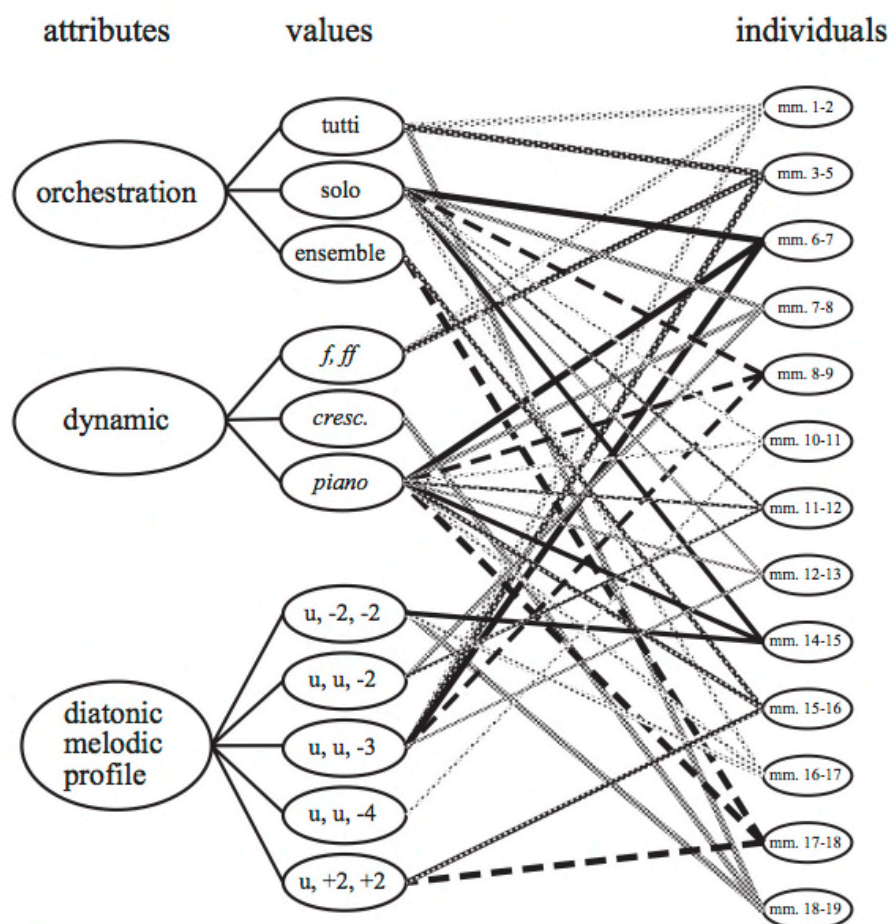 attributes values individuals
orchestration
tutti
solo
ensemble
dynamic
f, ff
cresc.
piano
diatonic
melodic
profile
u, -2, -2
u, u, -2
u, u, -3
u, u, -4
u, +2, +2
mm. 1-2
mm. 3-5
mm. 6-7
mm. 7-8
mm. 8-9
mm. 10-11
mm. 11-12
mm. 12-13
mm. 14-15
mm. 15-16
mm. 16-17
mm. 17-18
mm. 18-19